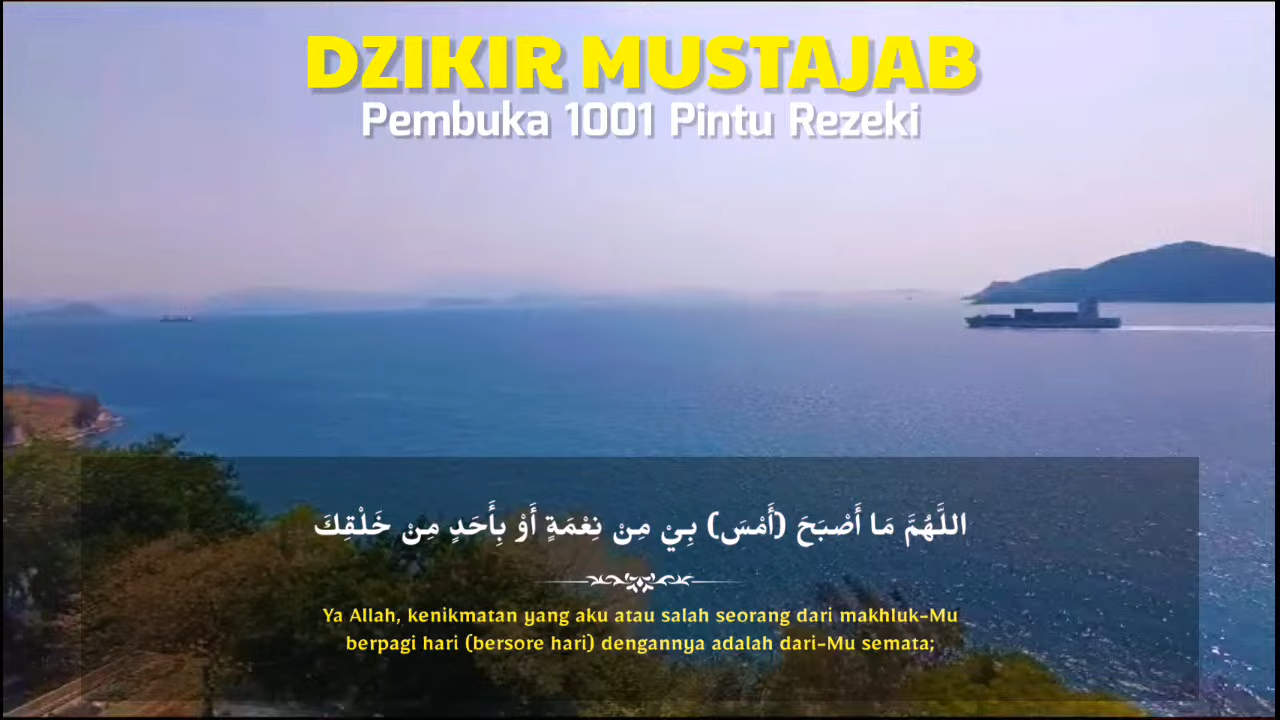 DZIKIR MUSTAJAB
Pembuka 1001 Pintu Rezeki
اللَّهُمَّ مَا أَصْبَحَ (أَمْسَ) بِيْ مِنْ نِعْمَةٍ أَوْ بِأَحَدٍ مِنْ خَلْقِكَ
Ya Allah, kenikmatan yang aku atau salah seorang dari makhluk-Mu
berpagi hari (bersore hari) dengannya adalah dari-Mu semata;